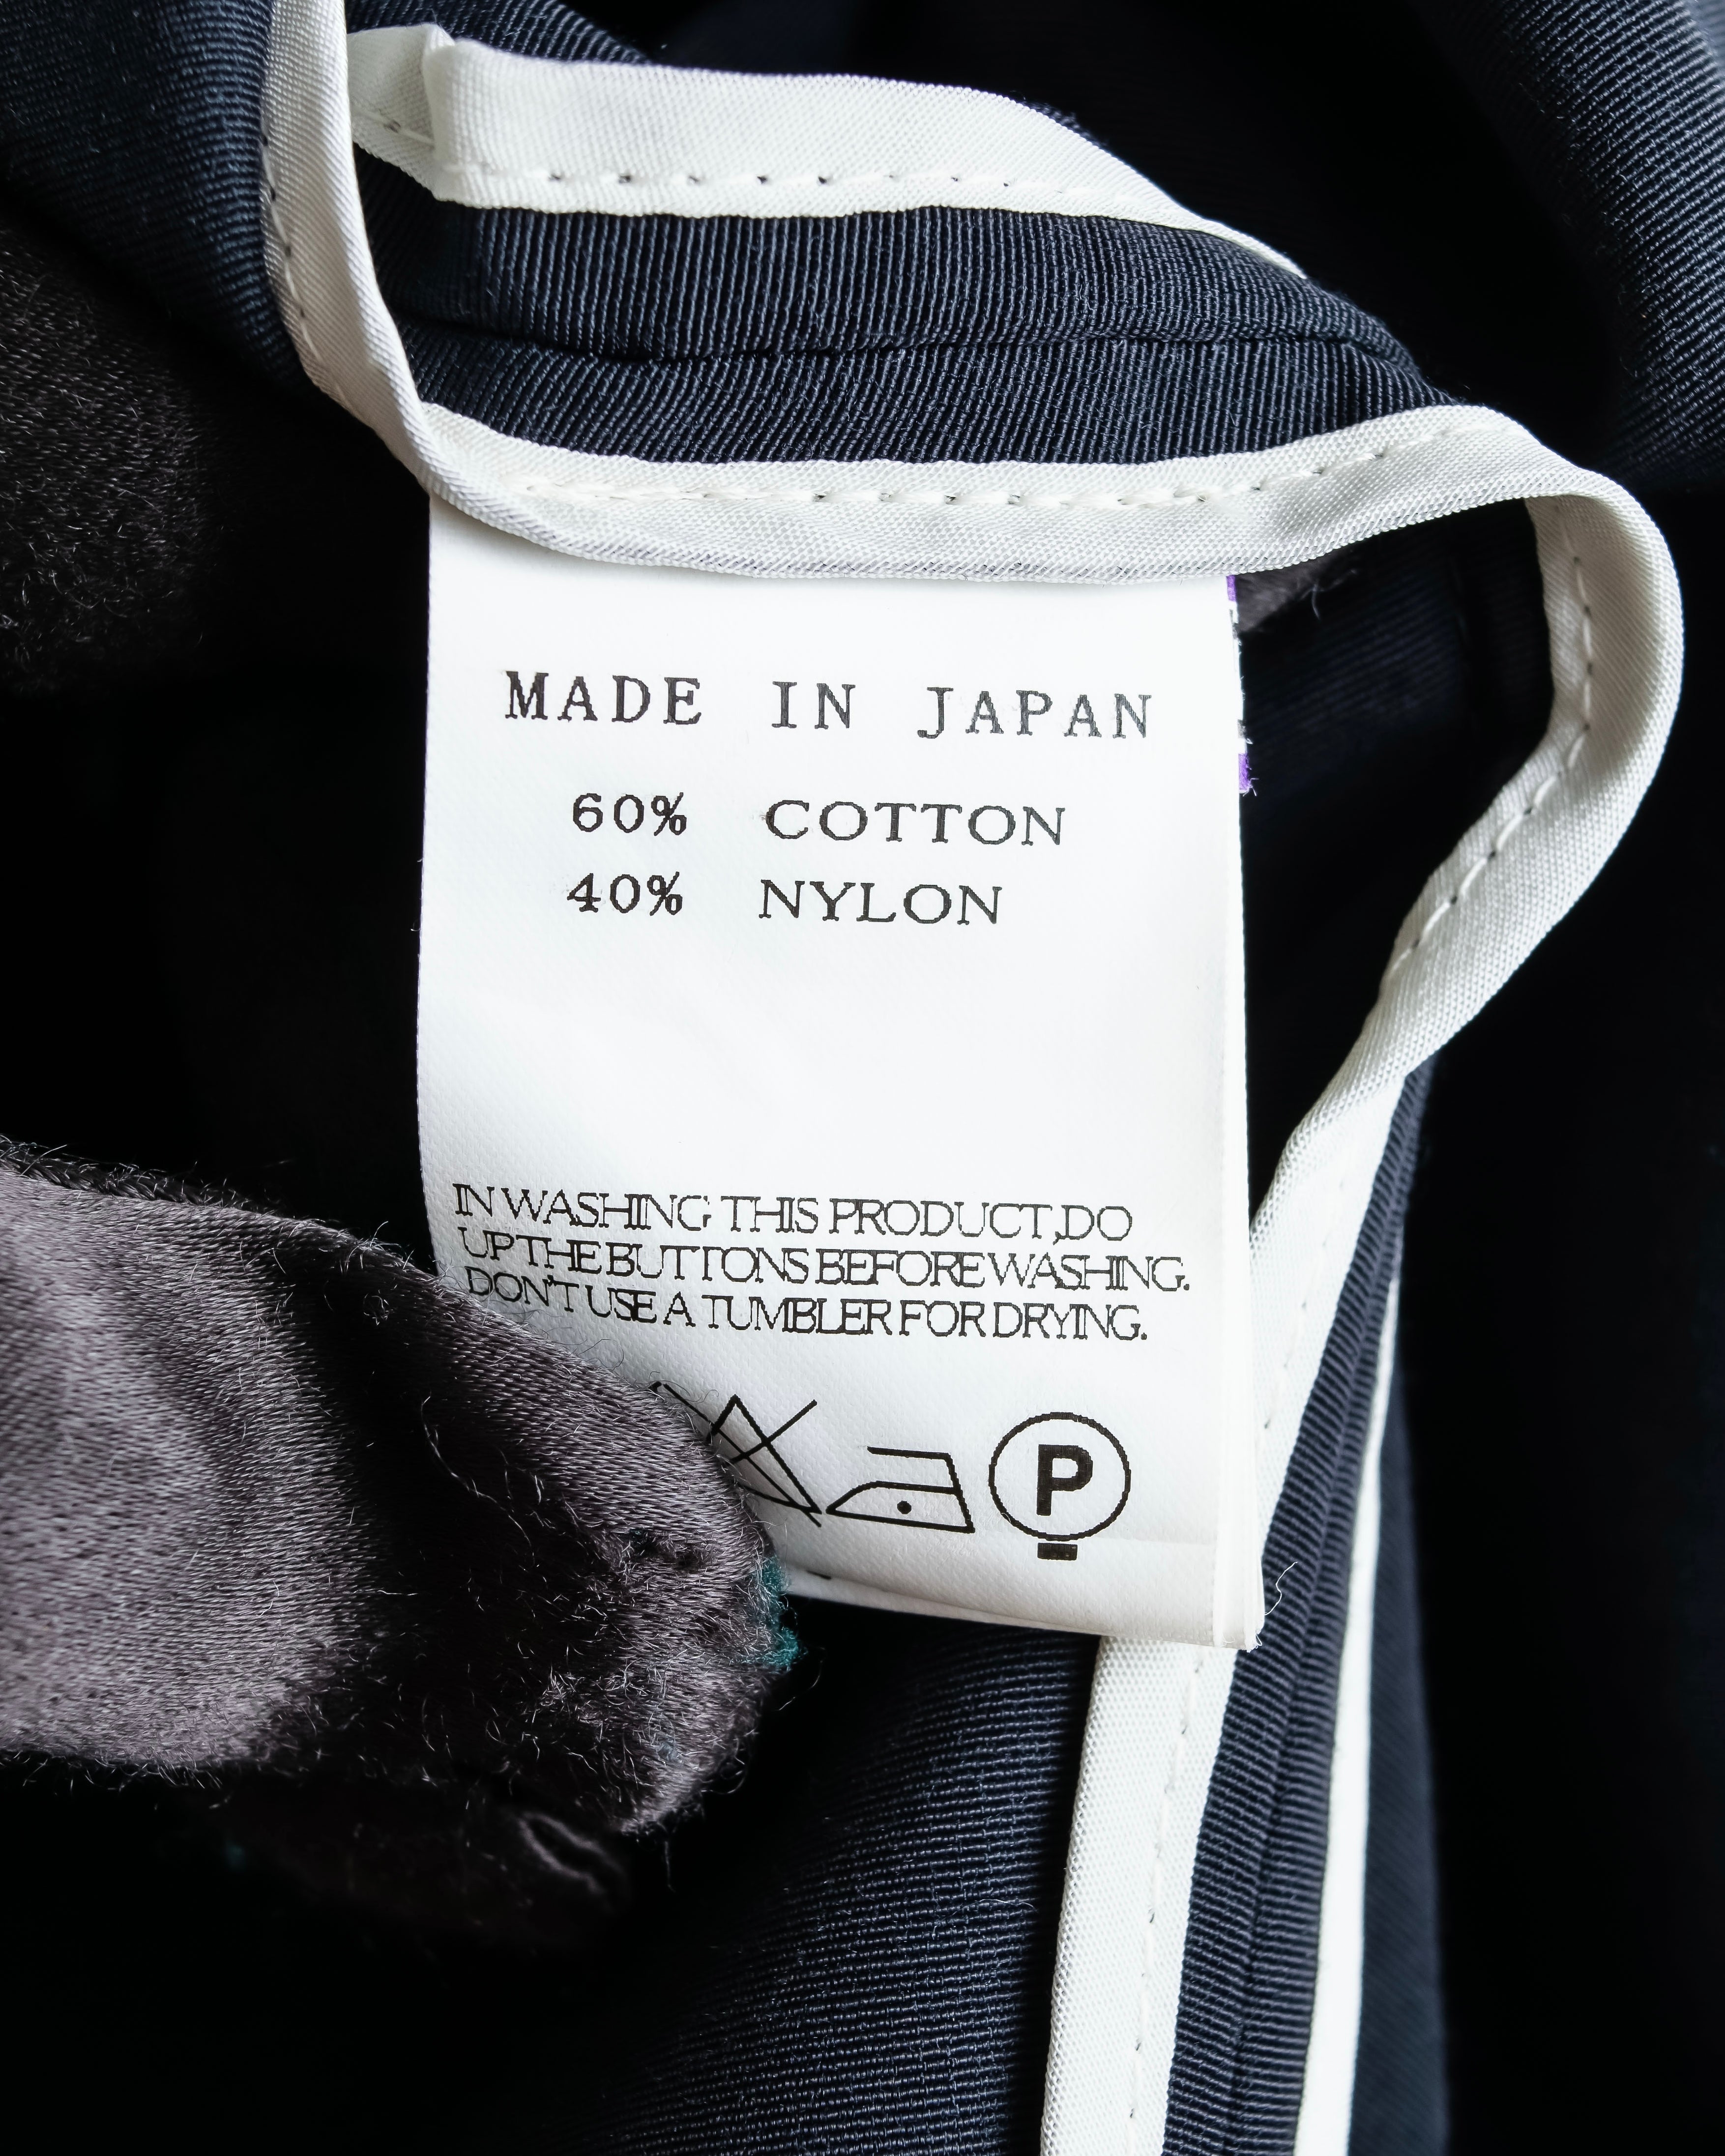 MADE IN JAPAN
60% COTTON
40% NYLON
IN WASHING THIS PRODUCT,DO
UP THE BUTTONS BEFORE WASHING.
DON'T USE A TUMBLER FOR DRYING.
P